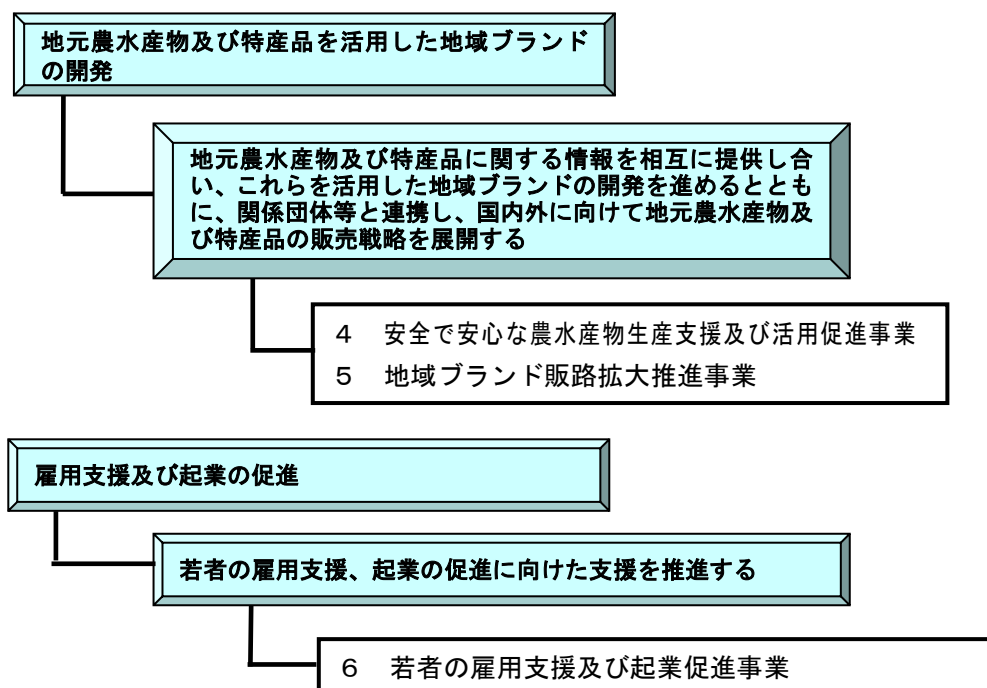 地元農水産物及び特産品を活用した地域ブランド
の開発
地元農水産物及び特産品に関する情報を相互に提供し合
い、これらを活用した地域ブランドの開発を進めるととも
に、関係団体等と連携し、国内外に向けて地元農水産物及
び特産品の販売戦略を展開する
４　安全で安心な農水産物生産支援及び活用促進事業
５　地域ブランド販路拡大推進事業
雇用支援及び起業の促進
若者の雇用支援、起業の促進に向けた支援を推進する
６　若者の雇用支援及び起業促進事業